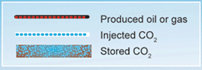 Produced oil or gas
Injected CO₂
Stored CO₂